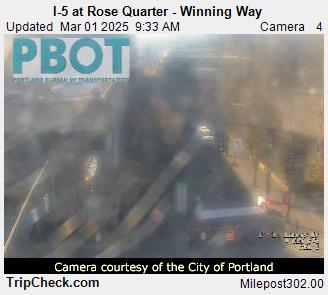 I-5 at Rose Quarter - Winning Way
Updated Mar 01 2025 9:33 AM Camera 4
PBOT
PORTLAND BUREAU OF TRANSPORTATION
Camera courtesy of the City of Portland
TripCheck.com Milepost302.00